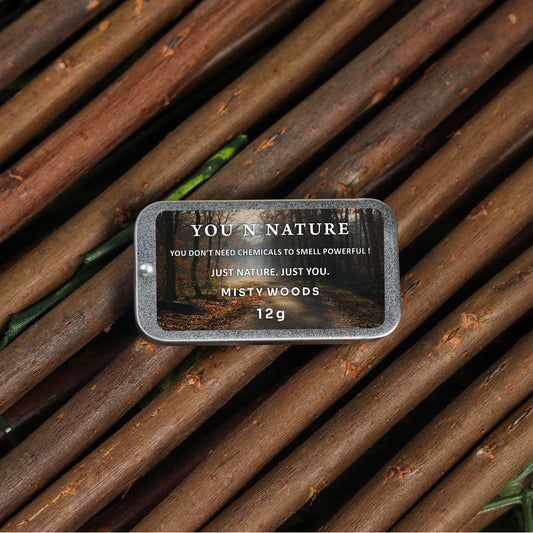 YOU N NATURE
YOU DON'T NEED CHEMICALS TO SMELL POWERFUL !
JUST NATURE. JUST YOU.
MISTY WOODS
12g